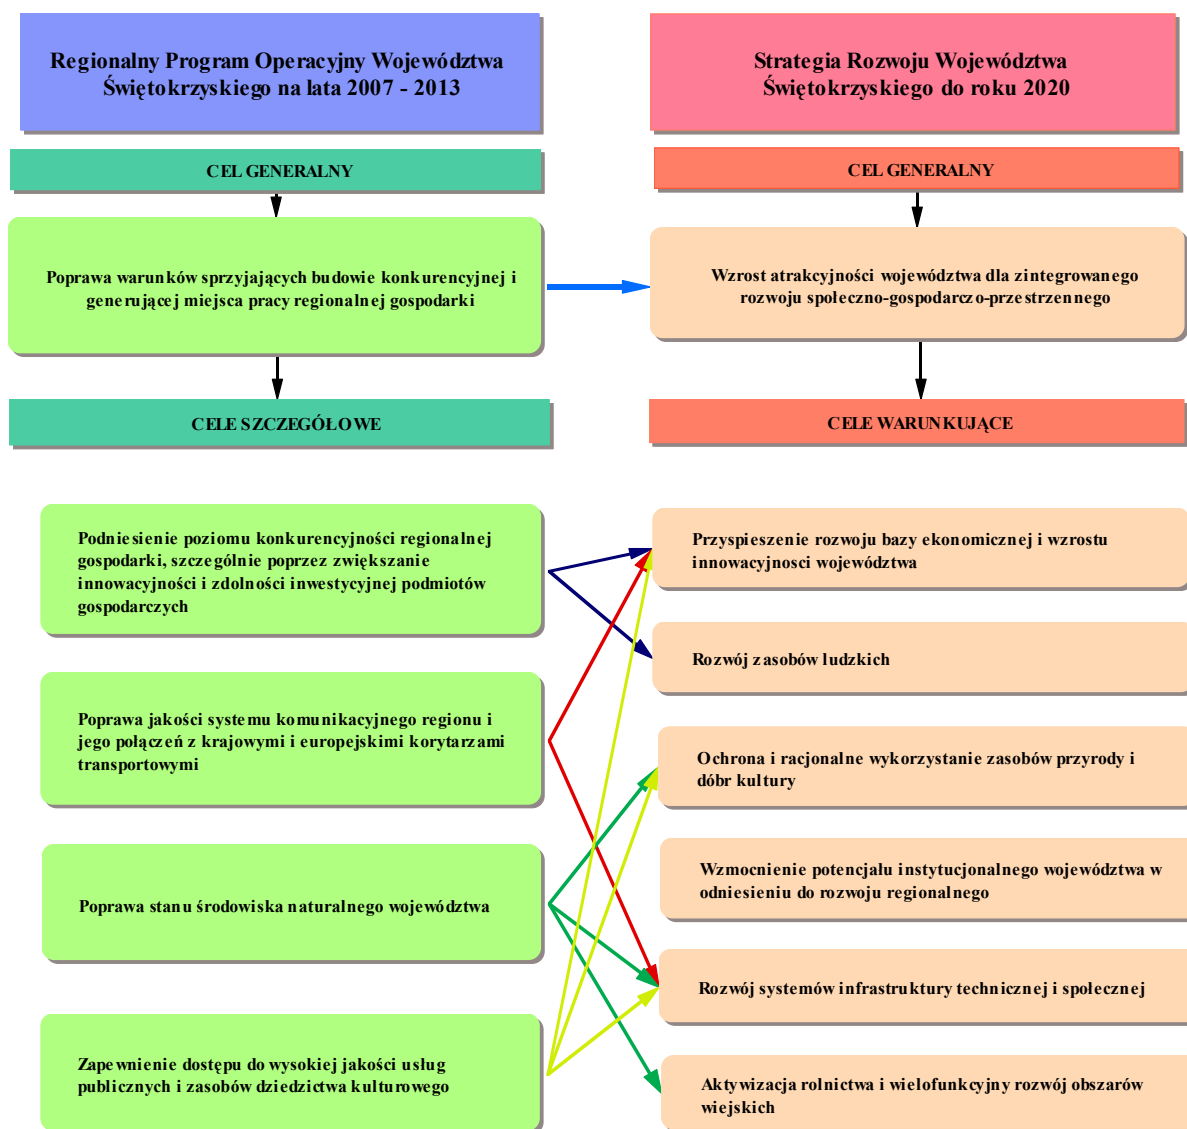 Regionalny Program Operacyjny Województwa
Świętokrzyskiego na lata 2007 - 2013
CEL GENERALNY
Poprawa warunków sprzyjających budowie konkurencyjnej i
generującej miejsca pracy regionalnej gospodarki
CELE SZCZEGÓŁOWE
Podniesienie poziomu konkurencyjności regionalnej
gospodarki, szczególnie poprzez zwiększanie
innowacyjności i zdolności inwestycyjnej podmiotów
gospodarczych
Poprawa jakości systemu komunikacyjnego regionu i
jego połączeń z krajowymi i europejskimi korytarzami
transportowymi
Poprawa stanu środowiska naturalnego województwa
Zapewnienie dostępu do wysokiej jakości usług
publicznych i zasobów dziedzictwa kulturowego
Strategia Rozwoju Województwa
Świętokrzyskiego do roku 2020
CEL GENERALNY
Wzrost atrakcyjności województwa dla zintegrowanego
rozwoju społeczno-gospodarczo-przestrzennego
CELE WARUNKUJĄCE
Przyspieszenie rozwoju bazy ekonomicznej i wzrostu
innowacyjnosci województwa
Rozwój zasobów ludzkich
Ochrona i racjonalne wykorzystanie zasobów przyrody i
dóbr kultury
Wzmocnienie potencjału instytucjonalnego województwa w
odniesieniu do rozwoju regionalnego
Rozwój systemów infrastruktury technicznej i społecznej
Aktywizacja rolnictwa i wielofunkcyjny rozwój obszarów
wiejskich